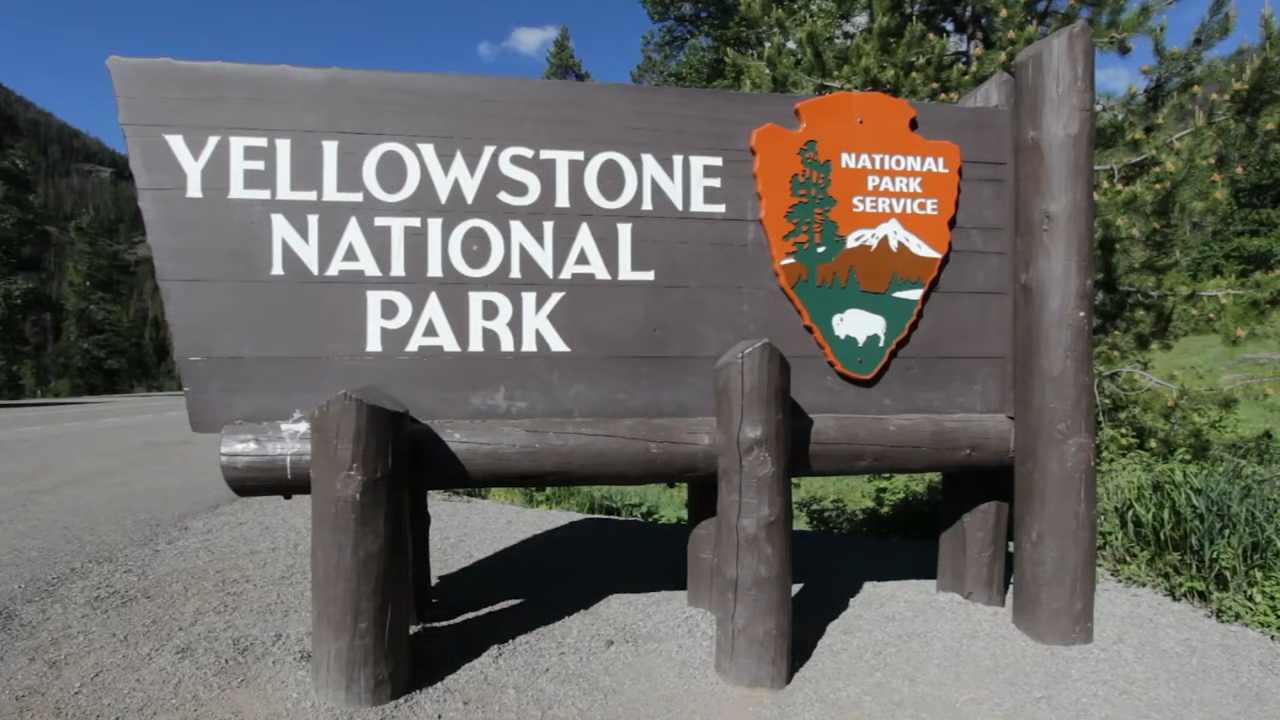 YELLOWSTONE
NATIONAL
PARK
NATIONAL
PARK
SERVICE